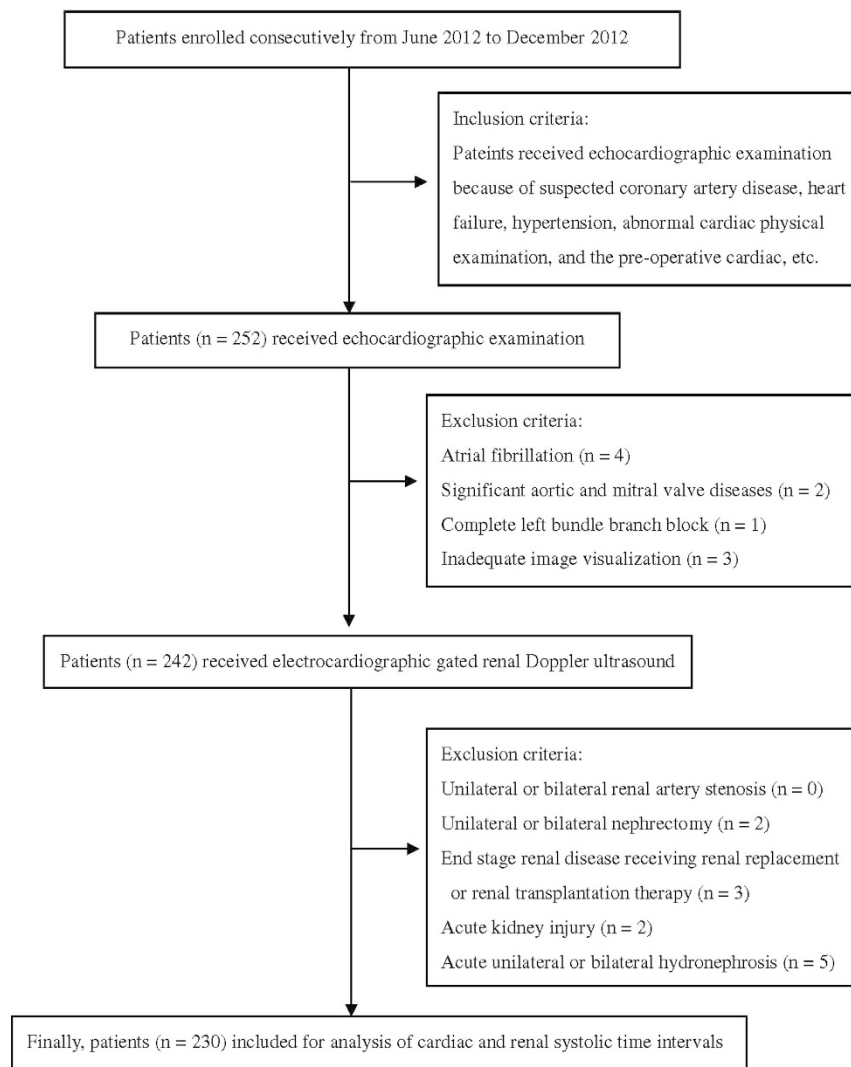 Patients enrolled consecutively from June 2012 to December 2012
Inclusion criteria:
Pateints received echocardiographic examination
because of suspected coronary artery disease, heart
failure, hypertension, abnormal cardiac physical
examination, and the pre-operative cardiac, etc.
Patients (n = 252) received echocardiographic examination
Exclusion criteria:
Atrial fibrillation (n = 4)
Significant aortic and mitral valve diseases (n = 2)
Complete left bundle branch block (n = 1)
Inadequate image visualization (n = 3)
Patients (n = 242) received electrocardiographic gated renal Doppler ultrasound
Exclusion criteria:
Unilateral or bilateral renal artery stenosis (n = 0)
Unilateral or bilateral nephrectomy (n = 2)
End stage renal disease receiving renal replacement
or renal transplantation therapy (n = 3)
Acute kidney injury (n = 2)
Acute unilateral or bilateral hydronephrosis (n = 5)
Finally, patients (n = 230) included for analysis of cardiac and renal systolic time intervals